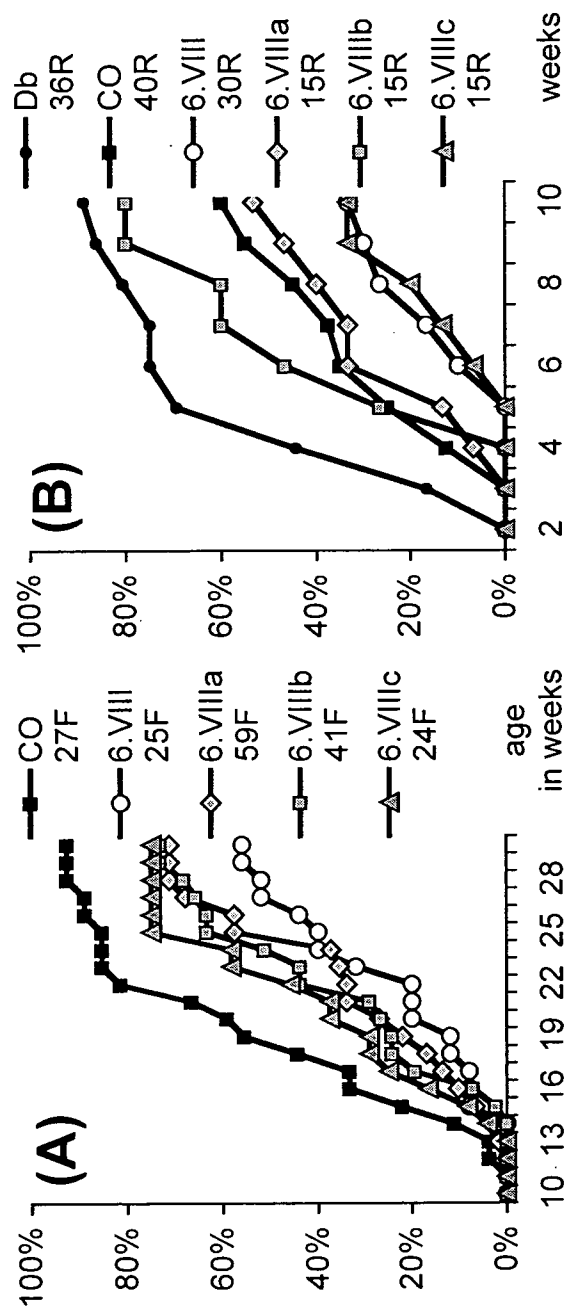 (A)
100%
80%
60%
40%
20%
0%
10 · 13 16 19 22 25 28
age
in weeks
CO
27F
6.VIII
25F
6.VIIIa
59F
6.VIIIb
41F
6.VIIIc
24F
(B)
100%
80%
60%
40%
20%
0%
2 4 6 8 10
weeks
Db
36R
CO
40R
6.VIII
30R
6.VIIIa
15R
6.VIIIb
15R
6.VIIIc
15R